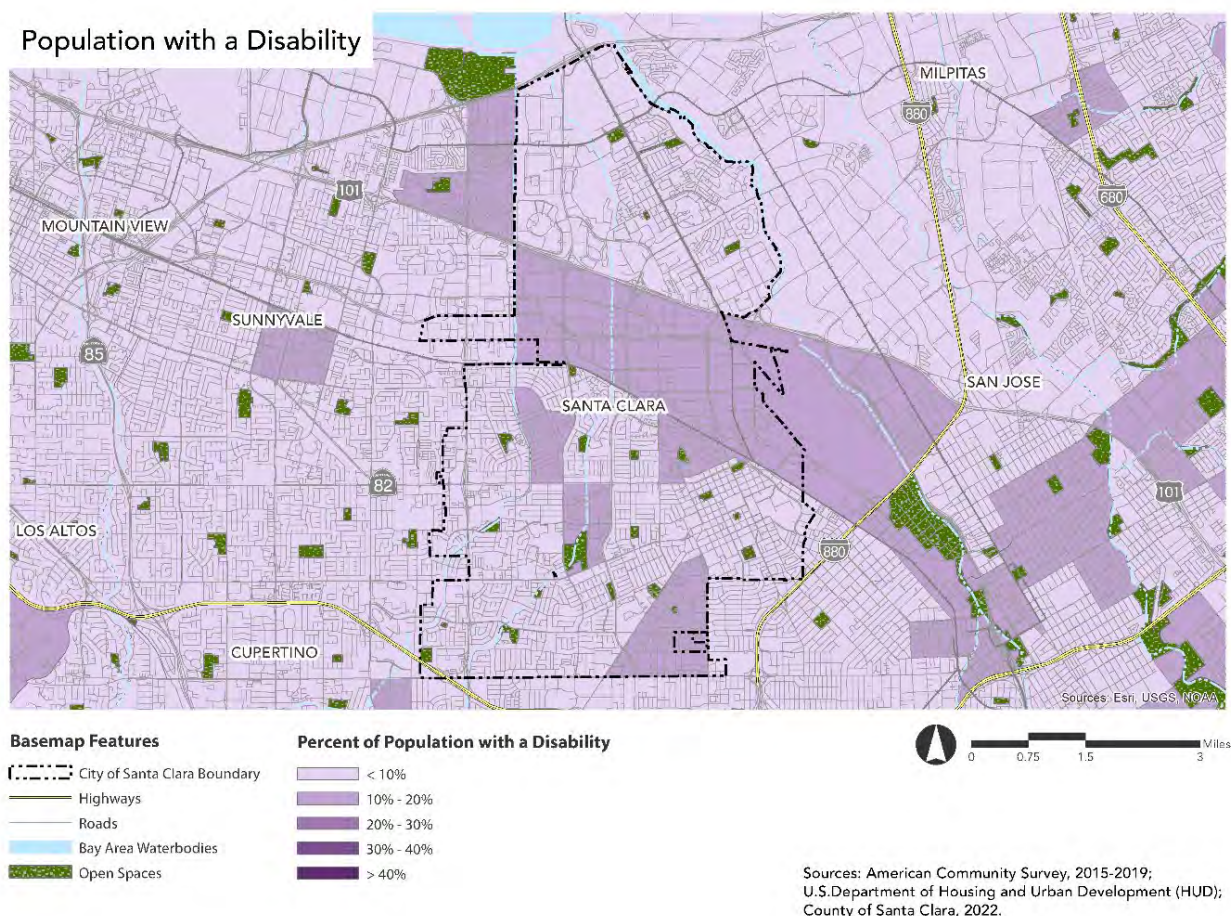 Population with a Disability
MILPITAS
880
101
680
MOUNTAIN VIEW
SUNNYVALE
85
SAN JOSE
SANTA CLARA
82
101
LOS ALTOS
880
CUPERTINO
Sources: Esri, USGS, NOAA
Basemap Features
City of Santa Clara Boundary
Highways
Roads
Bay Area Waterbodies
Open Spaces
Percent of Population with a Disability
< 10%
10% - 20%
20% - 30%
30% - 40%
> 40%
Miles
0 0.75 1.5 3
Sources: American Community Survey, 2015-2019;
U.S.Department of Housing and Urban Development (HUD);
County of Santa Clara, 2022.